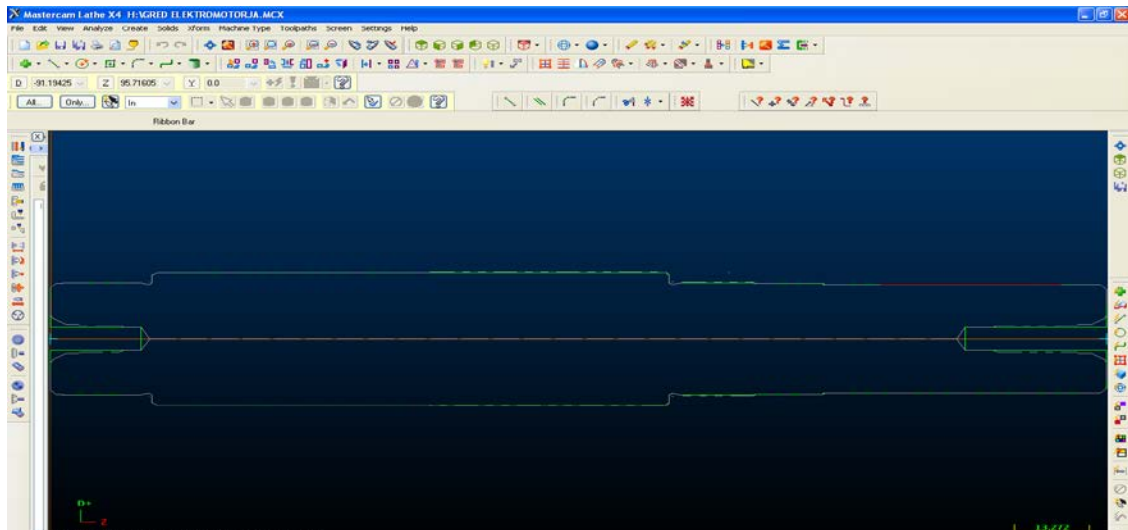 Mastercam Lathe X4 H:\GRED ELEKTROMOTORJA.MCX
File Edit View Analyze Create Solids Xform Machine Type Toolpaths Screen Settings Help
D -91.19425 Z 95.71605 Y 0.0
All... Only... In
Ribbon Bar
D+
Z